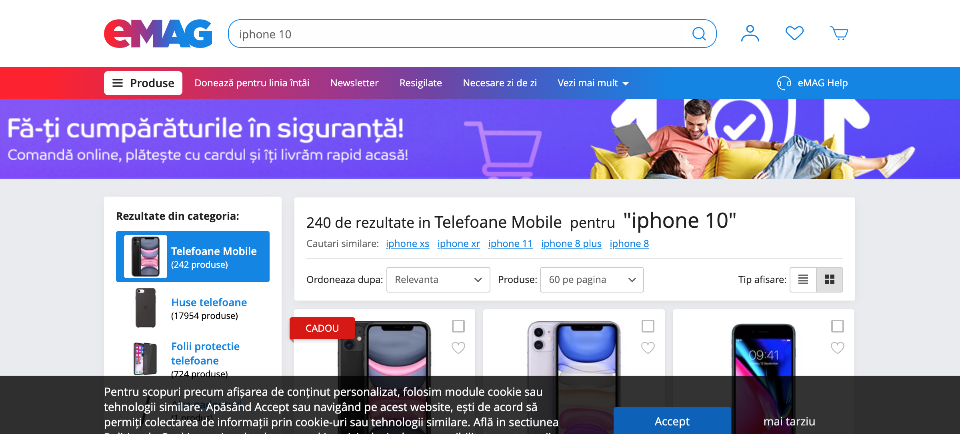 eMAG
iphone 10
Produse
Donează pentru linia întâi
Newsletter
Resigilate
Necesare zi de zi
Vezi mai mult
eMAG Help
Fă-ți cumpărăturile în siguranță!
Comandă online, plătește cu cardul și îți livrăm rapid acasă!
Rezultate din categoria:
Telefoane Mobile
(242 produse)
Huse telefoane
(17954 produse)
Folii protectie
telefoane
(724 produse)
240 de rezultate in Telefoane Mobile pentru "iphone 10"
Cautari similare: iphone xs iphone xr iphone 11 iphone 8 plus iphone 8
Ordoneaza dupa: Relevanta Produse: 60 pe pagina Tip afisare:
CADOU
09:41
Pentru scopuri precum afișarea de conținut personalizat, folosim module cookie sau
tehnologii similare. Apăsând Accept sau navigând pe acest website, ești de acord să
permiți colectarea de informații prin cookie-uri sau tehnologii similare. Află in sectiunea
Accept
mai tarziu